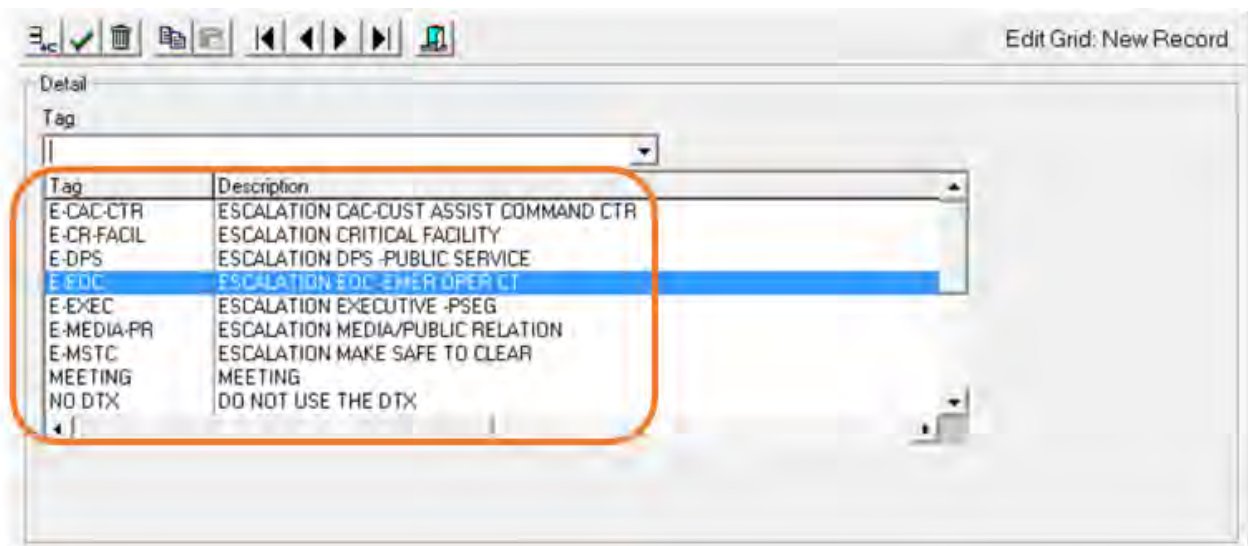 Edit Grid: New Record
Detail
Tag
Tag Description
E-CAC-CTR ESCALATION CAC-CUST ASSIST COMMAND CTR
E-CR-FACIL ESCALATION CRITICAL FACILITY
E-DPS ESCALATION DPS -PUBLIC SERVICE
E-EOC ESCALATION EOC -EMER OPER CT
E-EXEC ESCALATION EXECUTIVE -PSEG
E-MEDIA-PR ESCALATION MEDIA/PUBLIC RELATION
E-MSTC ESCALATION MAKE SAFE TO CLEAR
MEETING MEETING
NO DTX DO NOT USE THE DTX